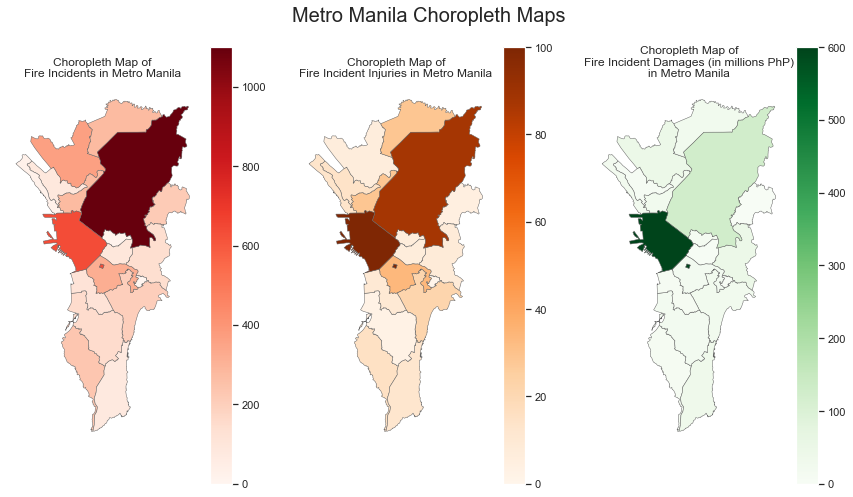 Metro Manila Choropleth Maps
Choropleth Map of
Fire Incidents in Metro Manila
1000
800
600
400
200
0
Choropleth Map of
Fire Incident Injuries in Metro Manila
100
80
60
40
20
0
Choropleth Map of
Fire Incident Damages (in millions PhP)
in Metro Manila
600
500
400
300
200
100
0